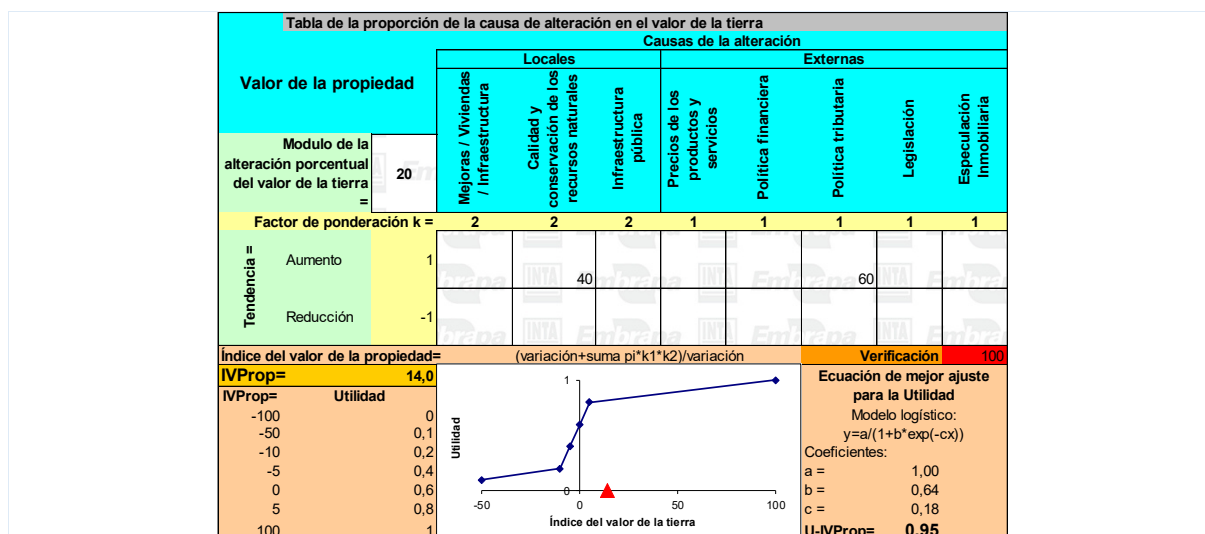 Tabla de la proporción de la causa de alteración en el valor de la tierra
Valor de la propiedad
Causas de la alteración
Locales
Externas
Mejoras / Viviendas
/ Infraestructura
Calidad y
conservación de los
recursos naturales
Infraestructura
pública
Precios de los
productos y
servicios
Política financiera
Política tributaria
Legislación
Especulación
Inmobiliaria
Modulo de la
alteración porcentual
del valor de la tierra
=
20
Factor de ponderación k = 2 2 2 1 1 1 1 1
Tendencia =
Aumento 1 40 60
Reducción -1
INTA Embrapa
Índice del valor de la propiedad= (variación+suma pi*k1*k2)/variación Verificación 100
IVProp= 14,0
IVProp= Utilidad
-100 0
-50 0,1
-10 0,2
-5 0,4
0 0,6
5 0,8
100 1
Utilidad
1
0
-50 0 50 100
Índice del valor de la tierra
Ecuación de mejor ajuste
para la Utilidad
Modelo logístico:
y=a/(1+b*exp(-cx))
Coeficientes:
a = 1,00
b = 0,64
c = 0,18
U-IVProp= 0,95